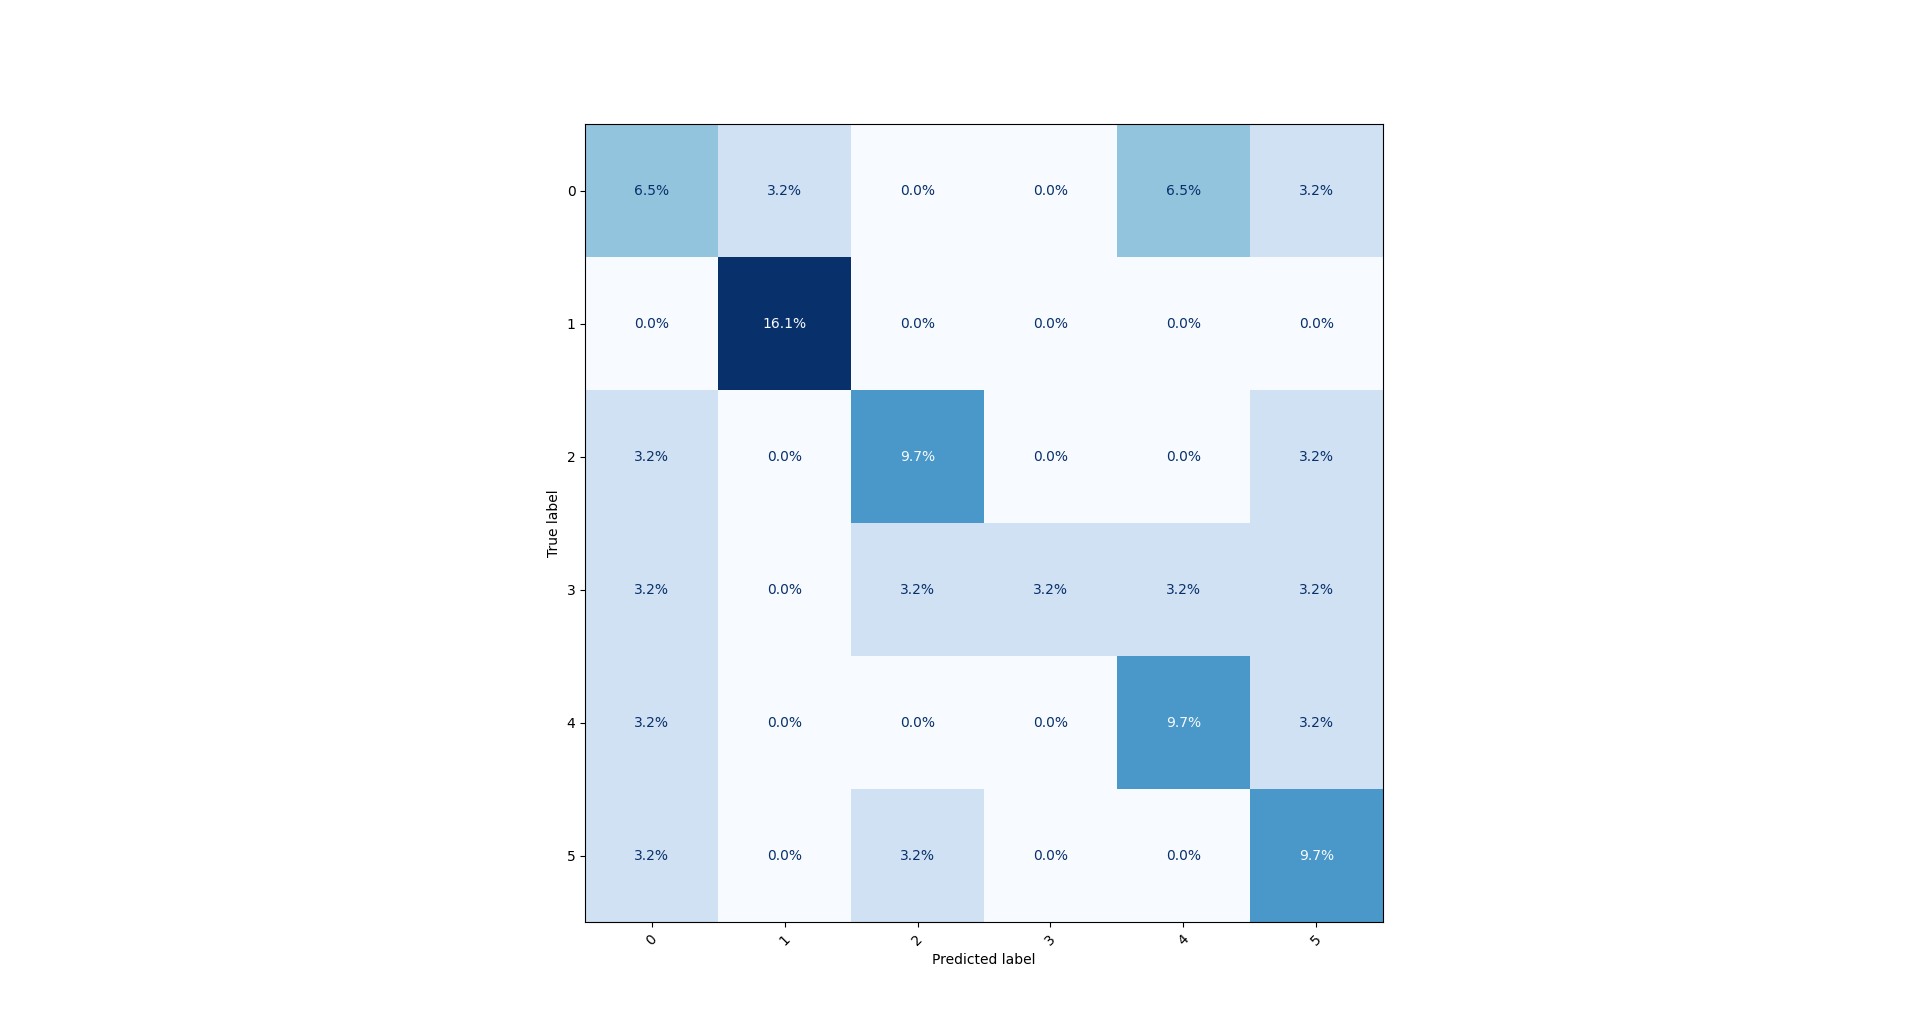 0 6.5% 3.2% 0.0% 0.0% 6.5% 3.2%
1 0.0% 16.1% 0.0% 0.0% 0.0% 0.0%
2 3.2% 0.0% 9.7% 0.0% 0.0% 3.2%
True label
3 3.2% 0.0% 3.2% 3.2% 3.2% 3.2%
4 3.2% 0.0% 0.0% 0.0% 9.7% 3.2%
5 3.2% 0.0% 3.2% 0.0% 0.0% 9.7%
0 1 2 3 4 5
Predicted label